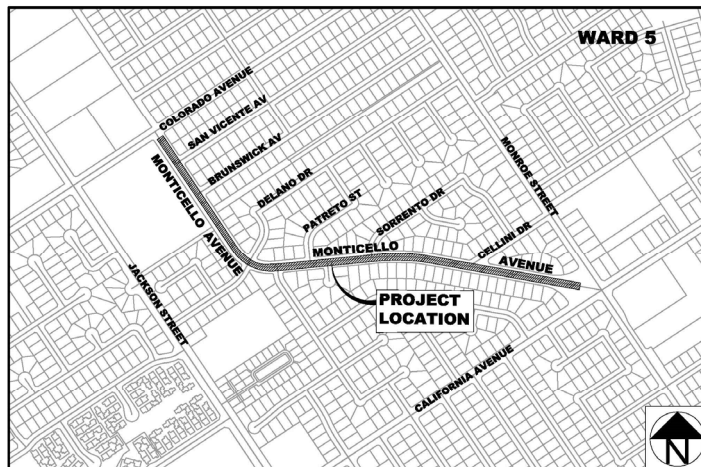 WARD 5
COLORADO AVENUE
SAN VICENTE AV
BRUNSWICK AV
MONTICELLO AVENUE
DELANO DR
PATRETO ST
SORRENTO DR
MONROE STREET
CELLINI DR
MONTICELLO AVENUE
JACKSON STREET
PROJECT
LOCATION
CALIFORNIA AVENUE
N